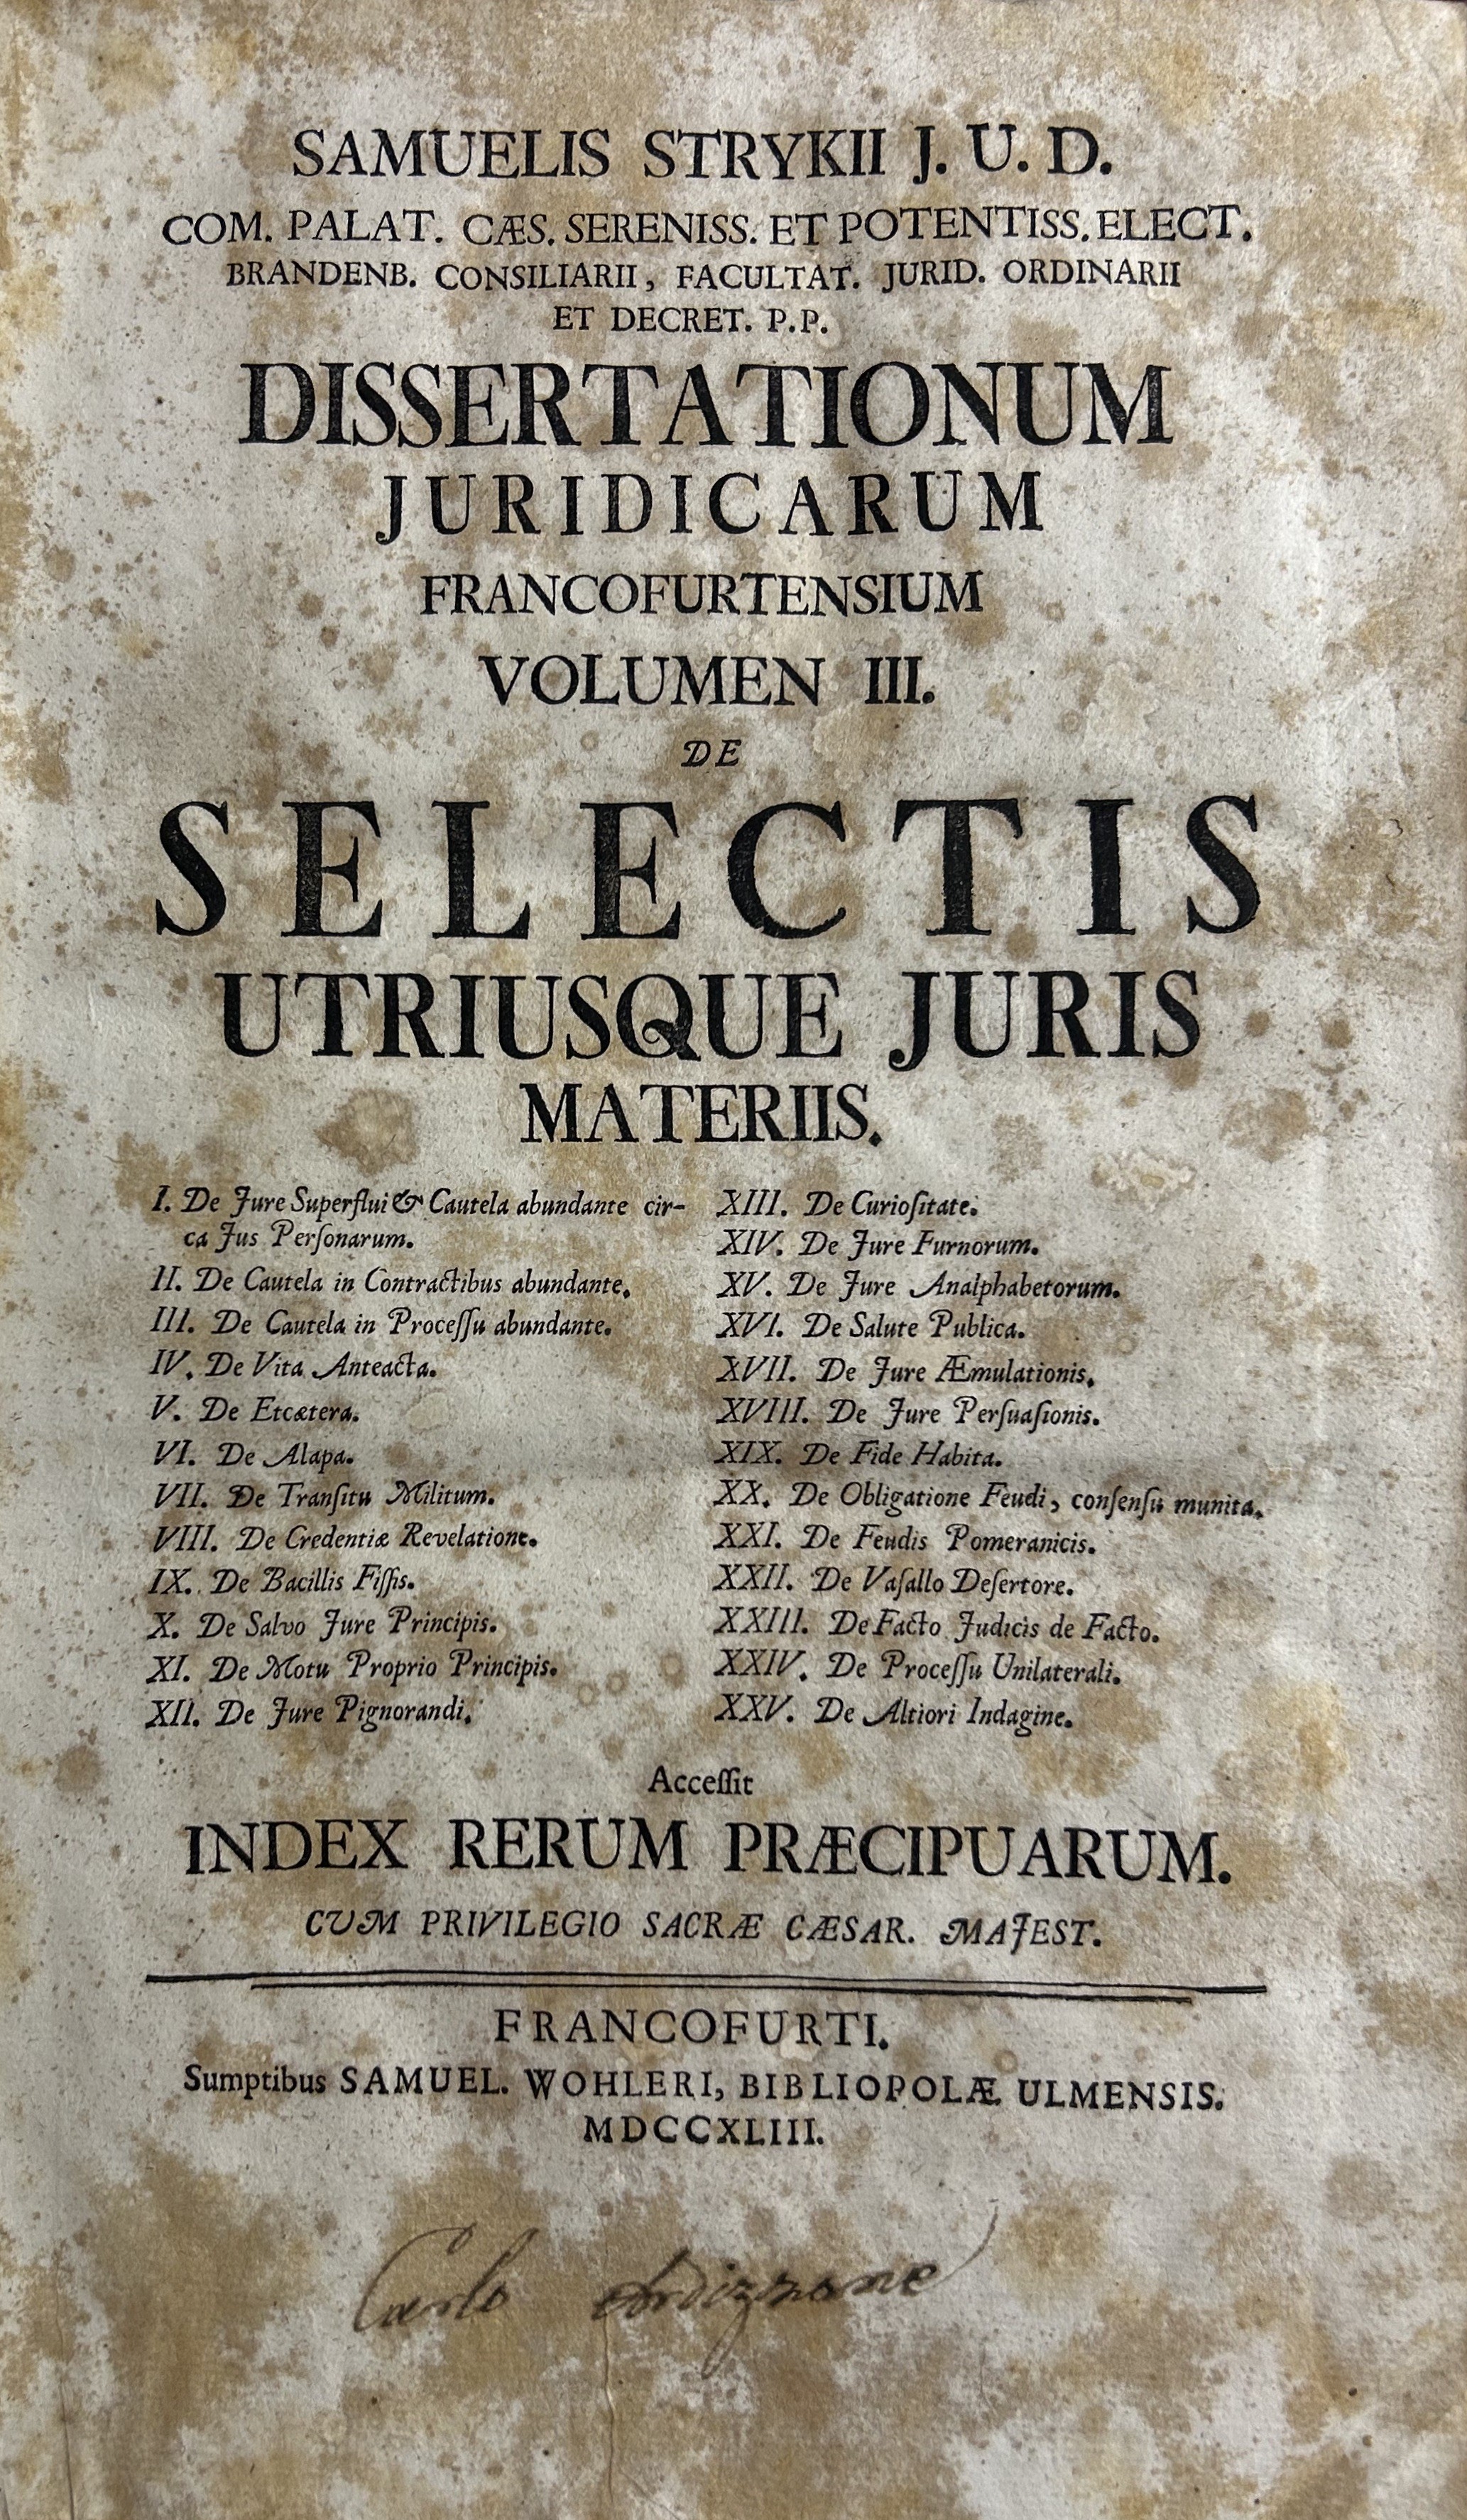 SAMUELIS STRYKII J. U. D.
COM. PALAT. CÆS. SERENISS. ET POTENTISS. ELECT.
BRANDENB. CONSILIARII, FACULTAT. JURID. ORDINARII
ET DECRET. P.P.
DISSERTATIONUM
JURIDICARUM
FRANCOFURTENSIUM
VOLUMEN III.
DE
SELECTIS
UTRIUSQUE JURIS
MATERIIS.
I. De Jure Superflui & Cautela abundante cir-
ca Jus Perſonarum.
II. De Cautela in Contractibus abundante.
III. De Cautela in Proceſſu abundante.
IV. De Vita Anteacta.
V. De Etcætera.
VI. De Alapa.
VII. De Tranſitu Militum.
VIII. De Credentiæ Revelatione.
IX. De Bacillis Fiſſis.
X. De Salvo Jure Principis.
XI. De Motu Proprio Principis.
XII. De Jure Pignorandi.
XIII. De Curioſitate.
XIV. De Jure Furnorum.
XV. De Jure Analphabetorum.
XVI. De Salute Publica.
XVII. De Jure Æmulationis.
XVIII. De Jure Perſuaſionis.
XIX. De Fide Habita.
XX. De Obligatione Feudi, conſenſu munita.
XXI. De Feudis Pomeranicis.
XXII. De Vaſallo Deſertore.
XXIII. De Facto Judicis de Facto.
XXIV. De Proceſſu Unilaterali.
XXV. De Altiori Indagine.
Acceſſit
INDEX RERUM PRÆCIPUARUM.
CUM PRIVILEGIO SACRÆ CÆSAR. MAJEST.
FRANCOFURTI.
Sumptibus SAMUEL. WOHLERI, BIBLIOPOLÆ ULMENSIS.
MDCCXLIII.
Carlo Ardizzone